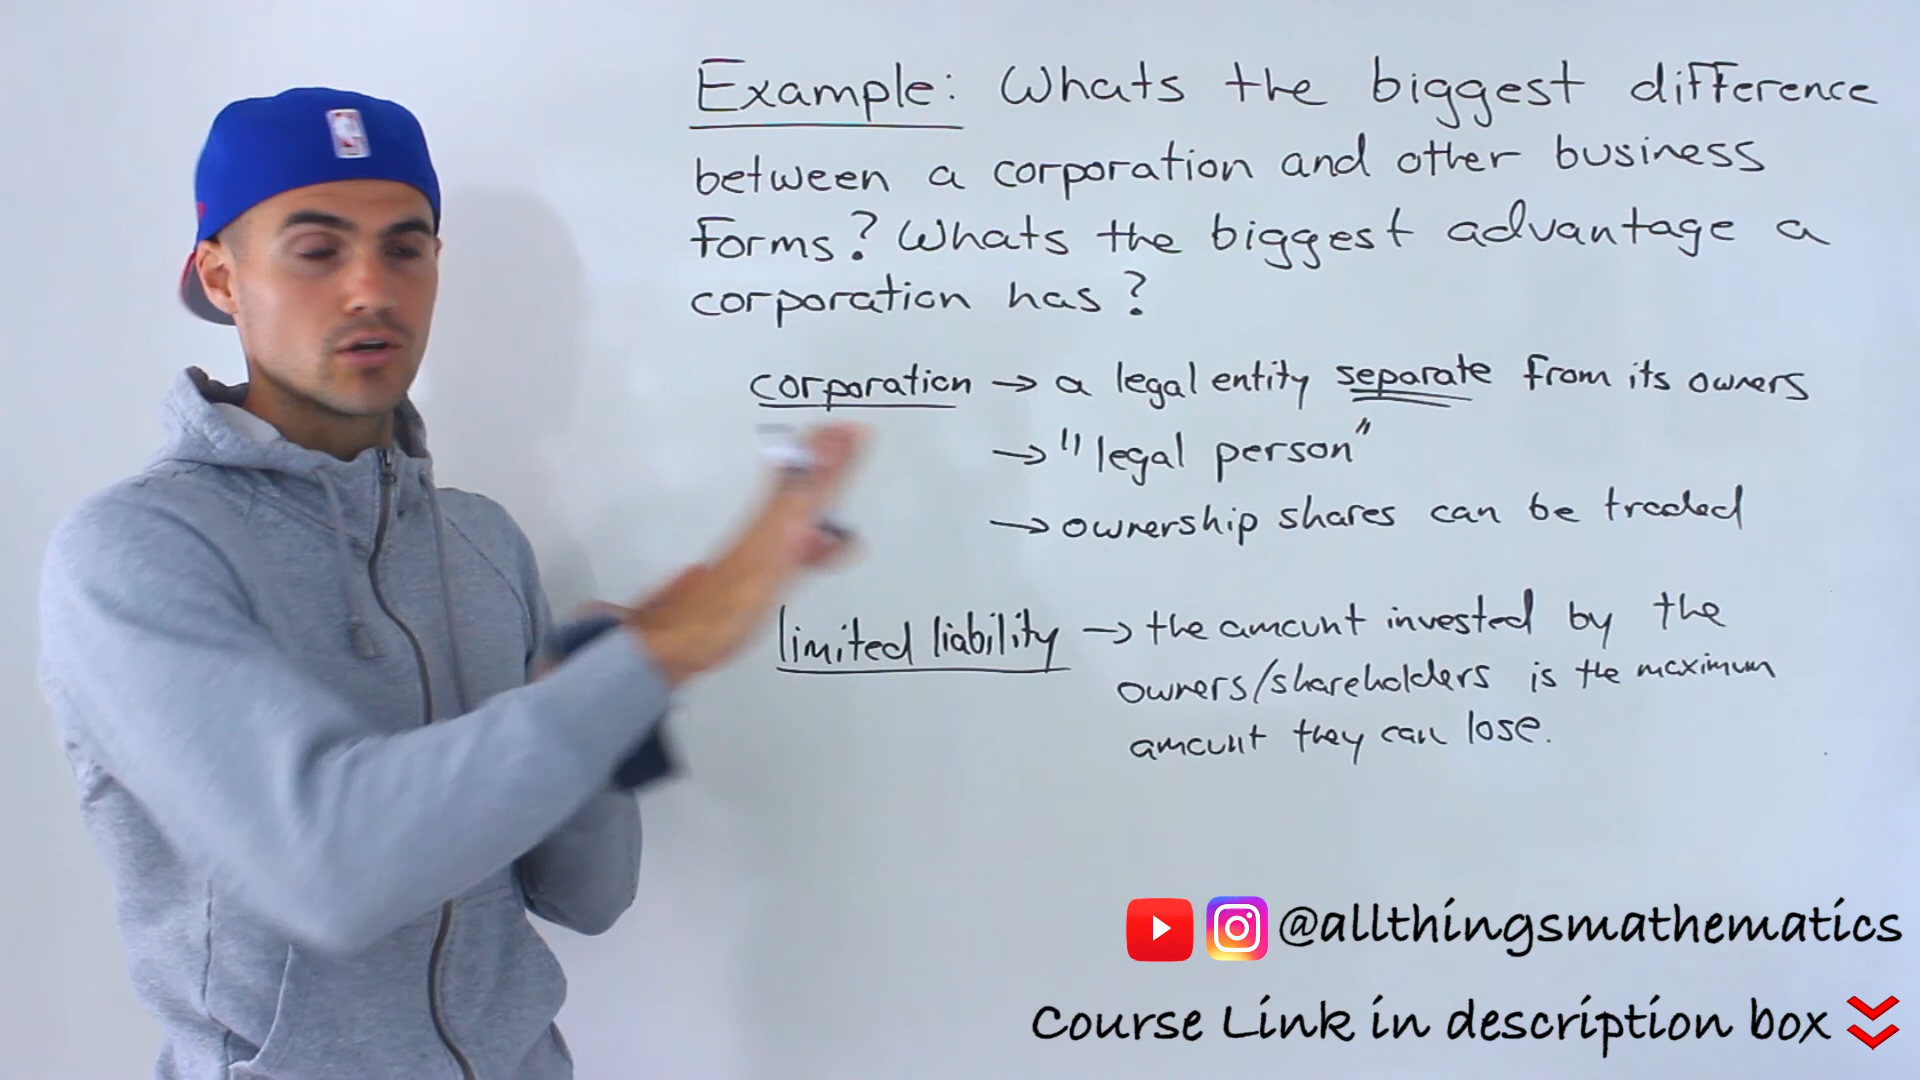 Example: Whats the biggest difference
between a corporation and other business
forms? Whats the biggest advantage a
corporation has?
corporation → a legal entity separate from its owners
→ "legal person"
→ ownership shares can be traded
limited liability → the amount invested by the
owners/shareholders is the maximum
amount they can lose.
@allthingsmathematics
Course Link in description box